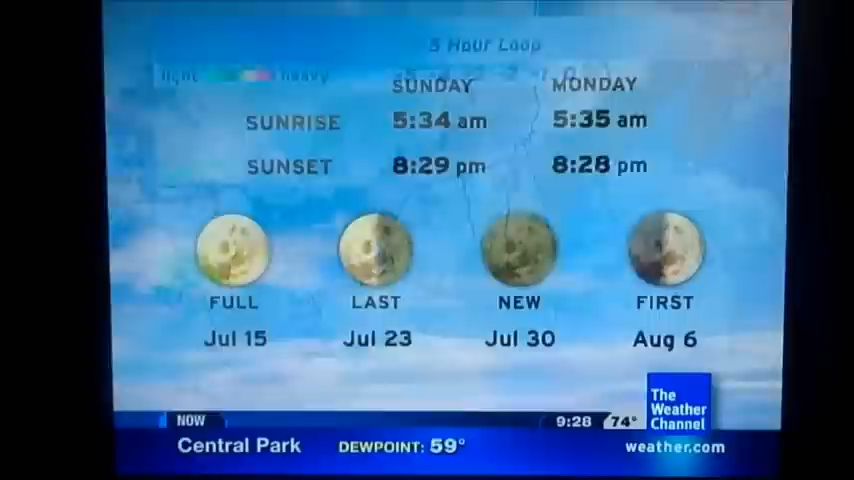 3 Hour Loop
light heavy
SUNDAY MONDAY
SUNRISE 5:34 am 5:35 am
SUNSET 8:29 pm 8:28 pm
FULL LAST NEW FIRST
Jul 15 Jul 23 Jul 30 Aug 6
The
Weather
Channel
NOW 9:28 74°
Central Park DEWPOINT: 59° weather.com